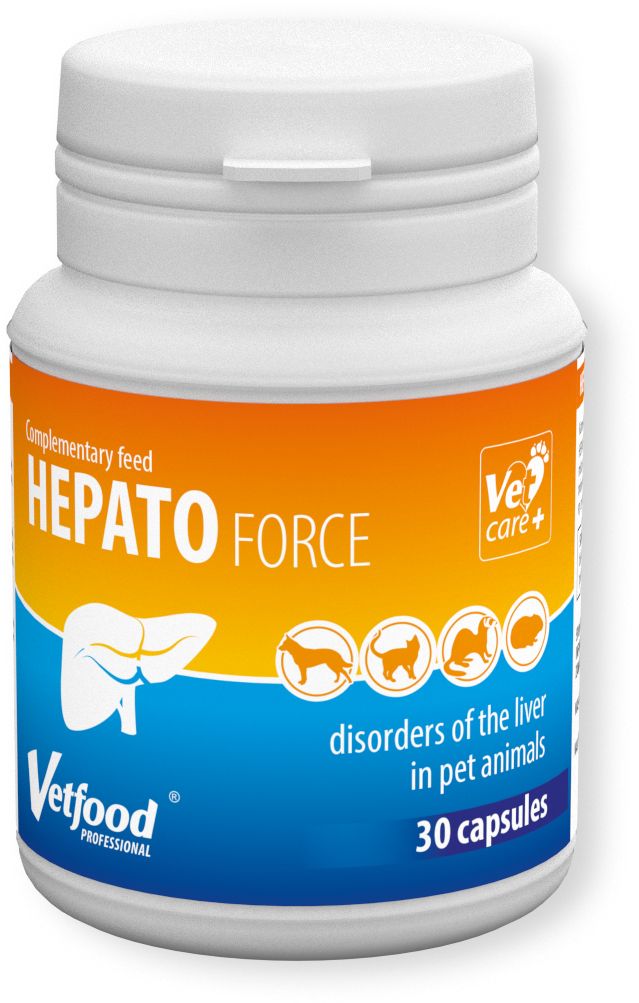 Complementary feed
HEPATO FORCE
Vet
care+
disorders of the liver
in pet animals
30 capsules
Vetfood®
PROFESSIONAL